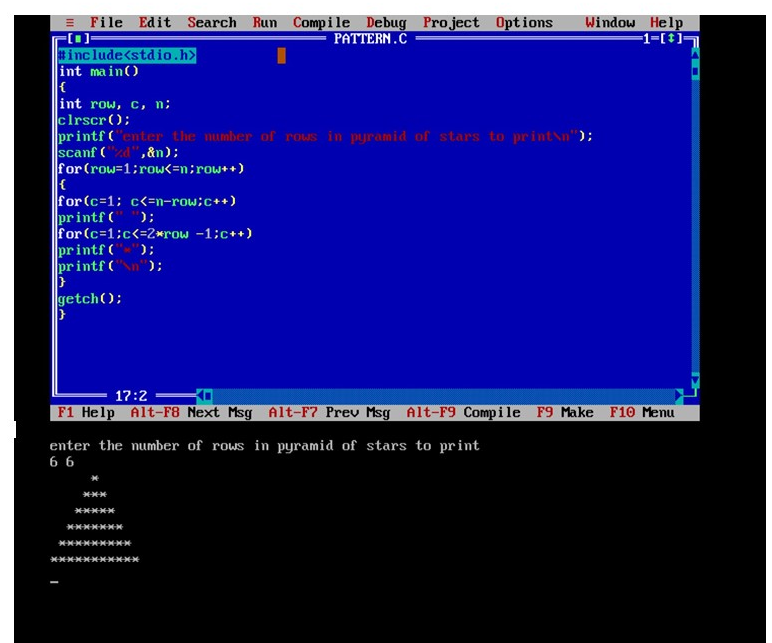 ≡ File Edit Search Run Compile Debug Project Options Window Help
[■] PATTERN.C 1=[↕]
#include<stdio.h>
int main()
{
int row, c, n;
clrscr();
printf("enter the number of rows in pyramid of stars to print\n");
scanf("%d",&n);
for(row=1;row<=n;row++)
{
for(c=1; c<=n-row;c++)
printf(" ");
for(c=1;c<=2*row -1;c++)
printf("*");
printf("\n");
}
getch();
}
17:2
F1 Help Alt-F8 Next Msg Alt-F7 Prev Msg Alt-F9 Compile F9 Make F10 Menu
enter the number of rows in pyramid of stars to print
6 6
     *
    ***
   *****
  *******
 *********
***********
_